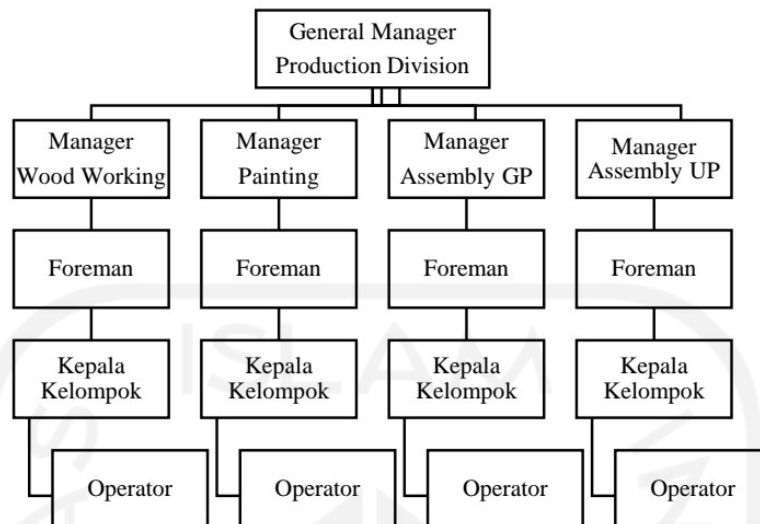 General Manager
Production Division
Manager
Wood Working
Manager
Painting
Manager
Assembly GP
Manager
Assembly UP
Foreman
Foreman
Foreman
Foreman
Kepala
Kelompok
Kepala
Kelompok
Kepala
Kelompok
Kepala
Kelompok
Operator
Operator
Operator
Operator
ISLAM